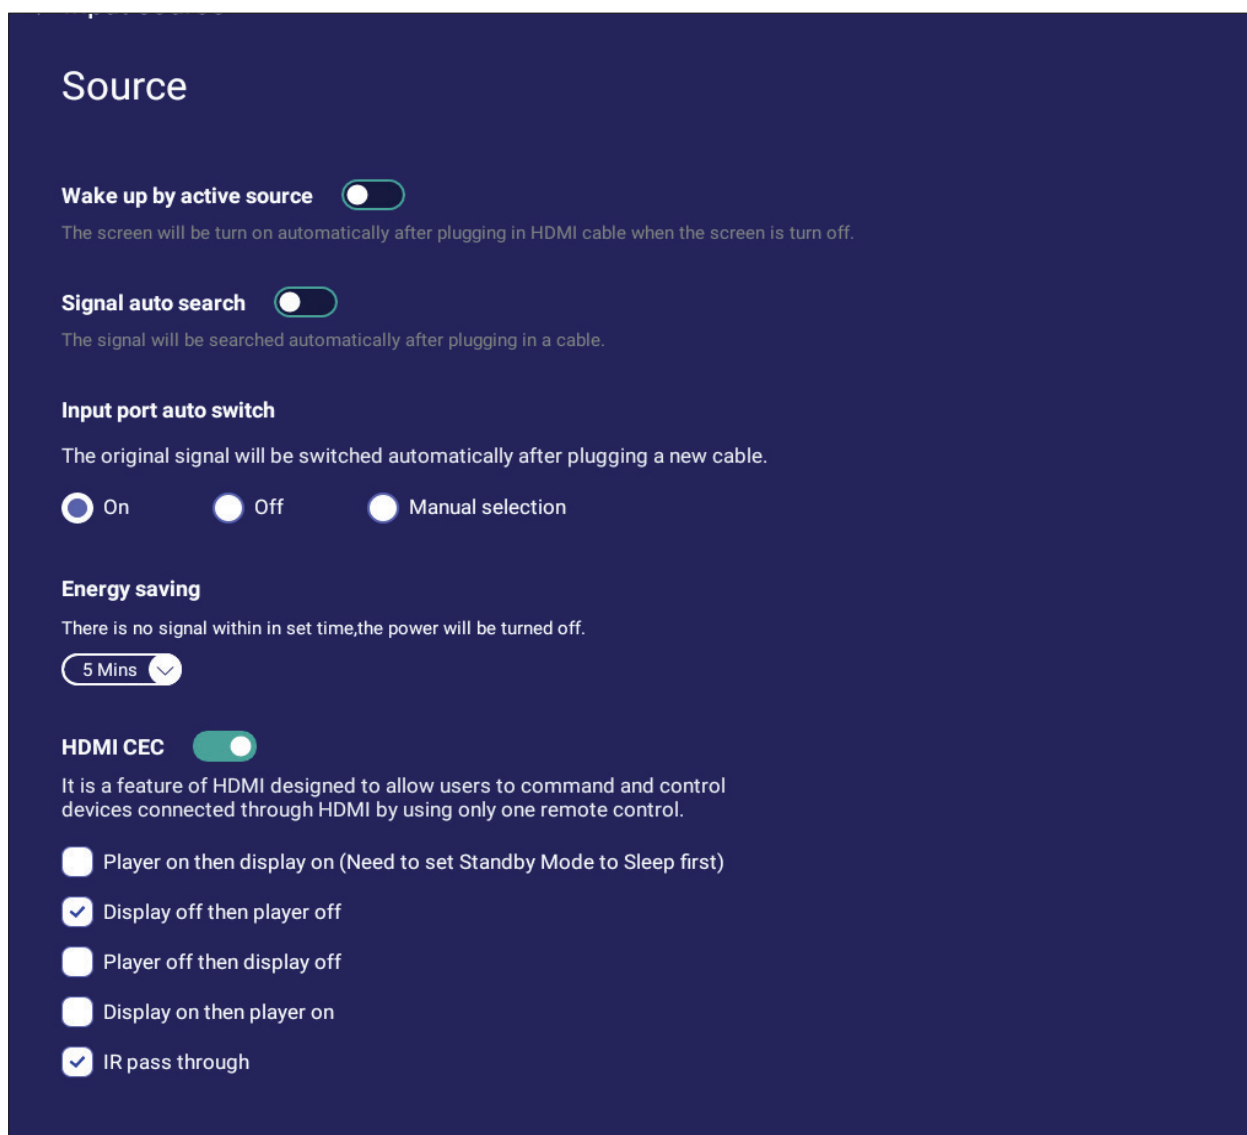 Source
Wake up by active source
The screen will be turn on automatically after plugging in HDMI cable when the screen is turn off.
Signal auto search
The signal will be searched automatically after plugging in a cable.
Input port auto switch
The original signal will be switched automatically after plugging a new cable.
On Off Manual selection
Energy saving
There is no signal within in set time,the power will be turned off.
5 Mins
HDMI CEC
It is a feature of HDMI designed to allow users to command and control
devices connected through HDMI by using only one remote control.
Player on then display on (Need to set Standby Mode to Sleep first)
Display off then player off
Player off then display off
Display on then player on
IR pass through